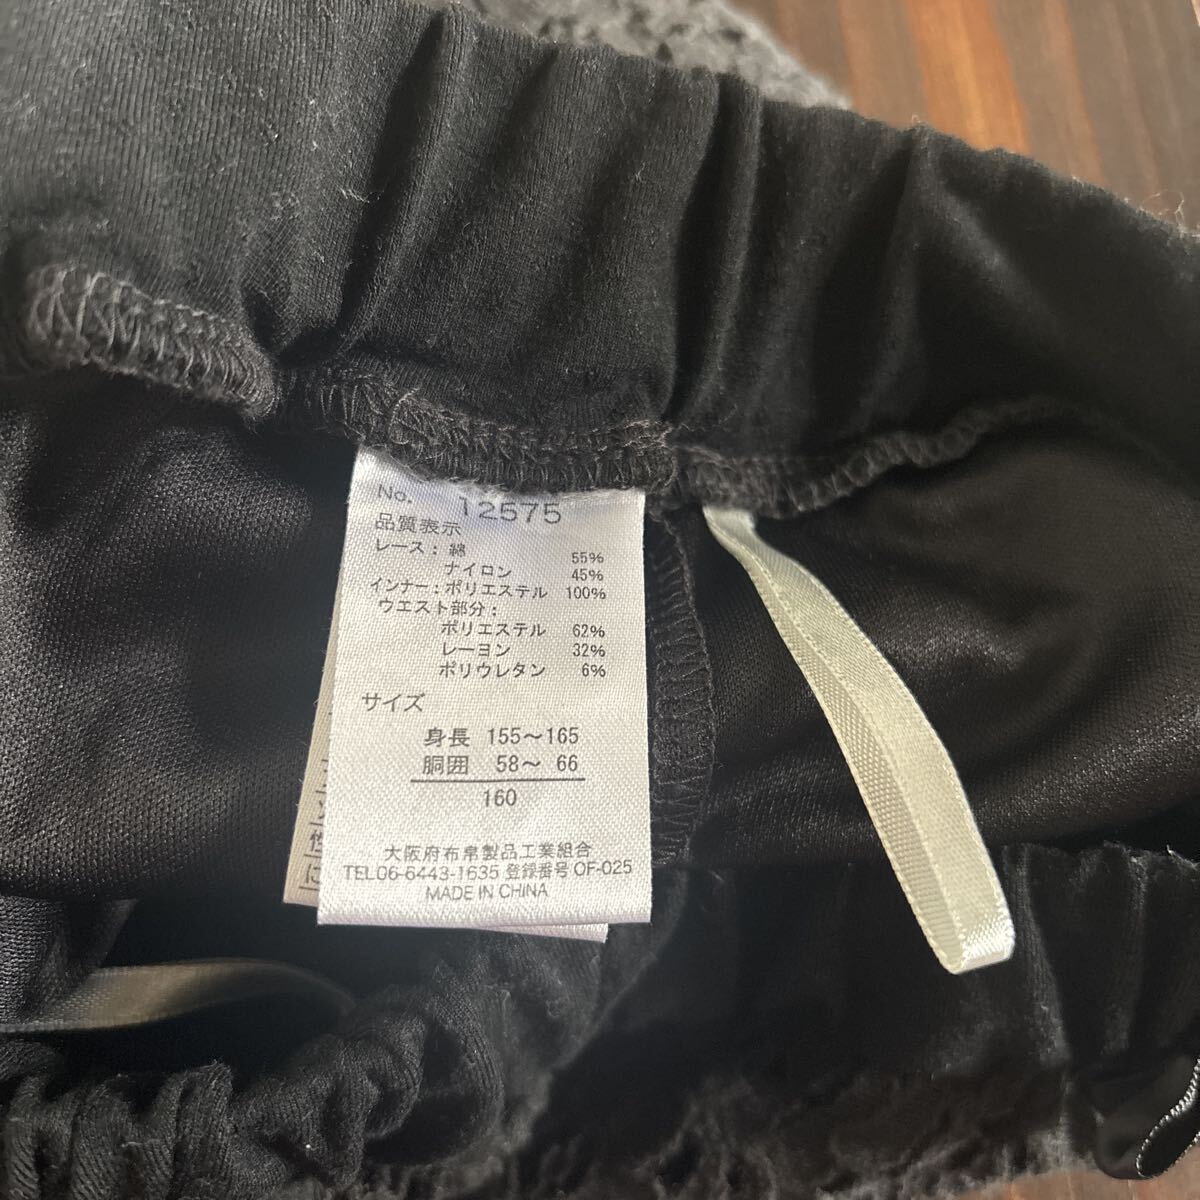 No. 12575
品質表示
レース: 綿 55%
ナイロン 45%
インナー: ポリエステル 100%
ウエスト部分:
ポリエステル 62%
レーヨン 32%
ポリウレタン 6%
サイズ
身長 155〜165
胴囲 58〜 66
160
大阪府布帛製品工業組合
TEL06-6443-1635 登録番号 OF-025
MADE IN CHINA
性
に